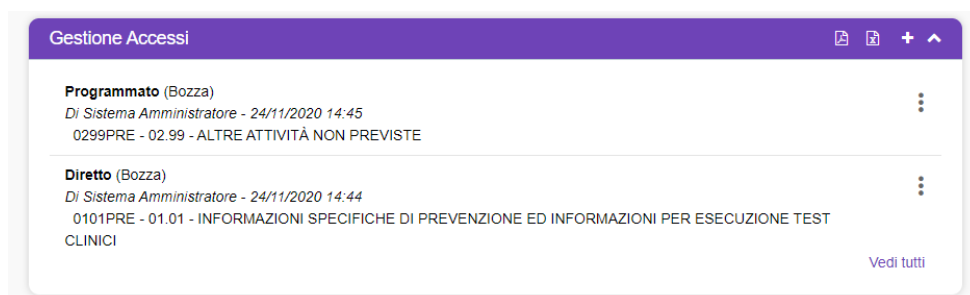 Gestione Accessi
Programmato (Bozza)
Di Sistema Amministratore - 24/11/2020 14:45
0299PRE - 02.99 - ALTRE ATTIVITÀ NON PREVISTE
Diretto (Bozza)
Di Sistema Amministratore - 24/11/2020 14:44
0101PRE - 01.01 - INFORMAZIONI SPECIFICHE DI PREVENZIONE ED INFORMAZIONI PER ESECUZIONE TEST
CLINICI
Vedi tutti